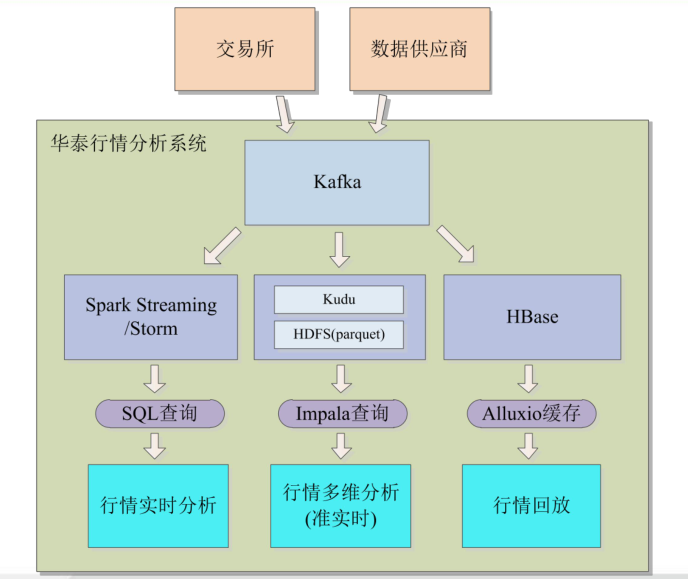 交易所
数据供应商
华泰行情分析系统
Kafka
Spark Streaming
/Storm
Kudu
HDFS(parquet)
HBase
SQL查询
Impala查询
Alluxio缓存
行情实时分析
行情多维分析
(准实时)
行情回放